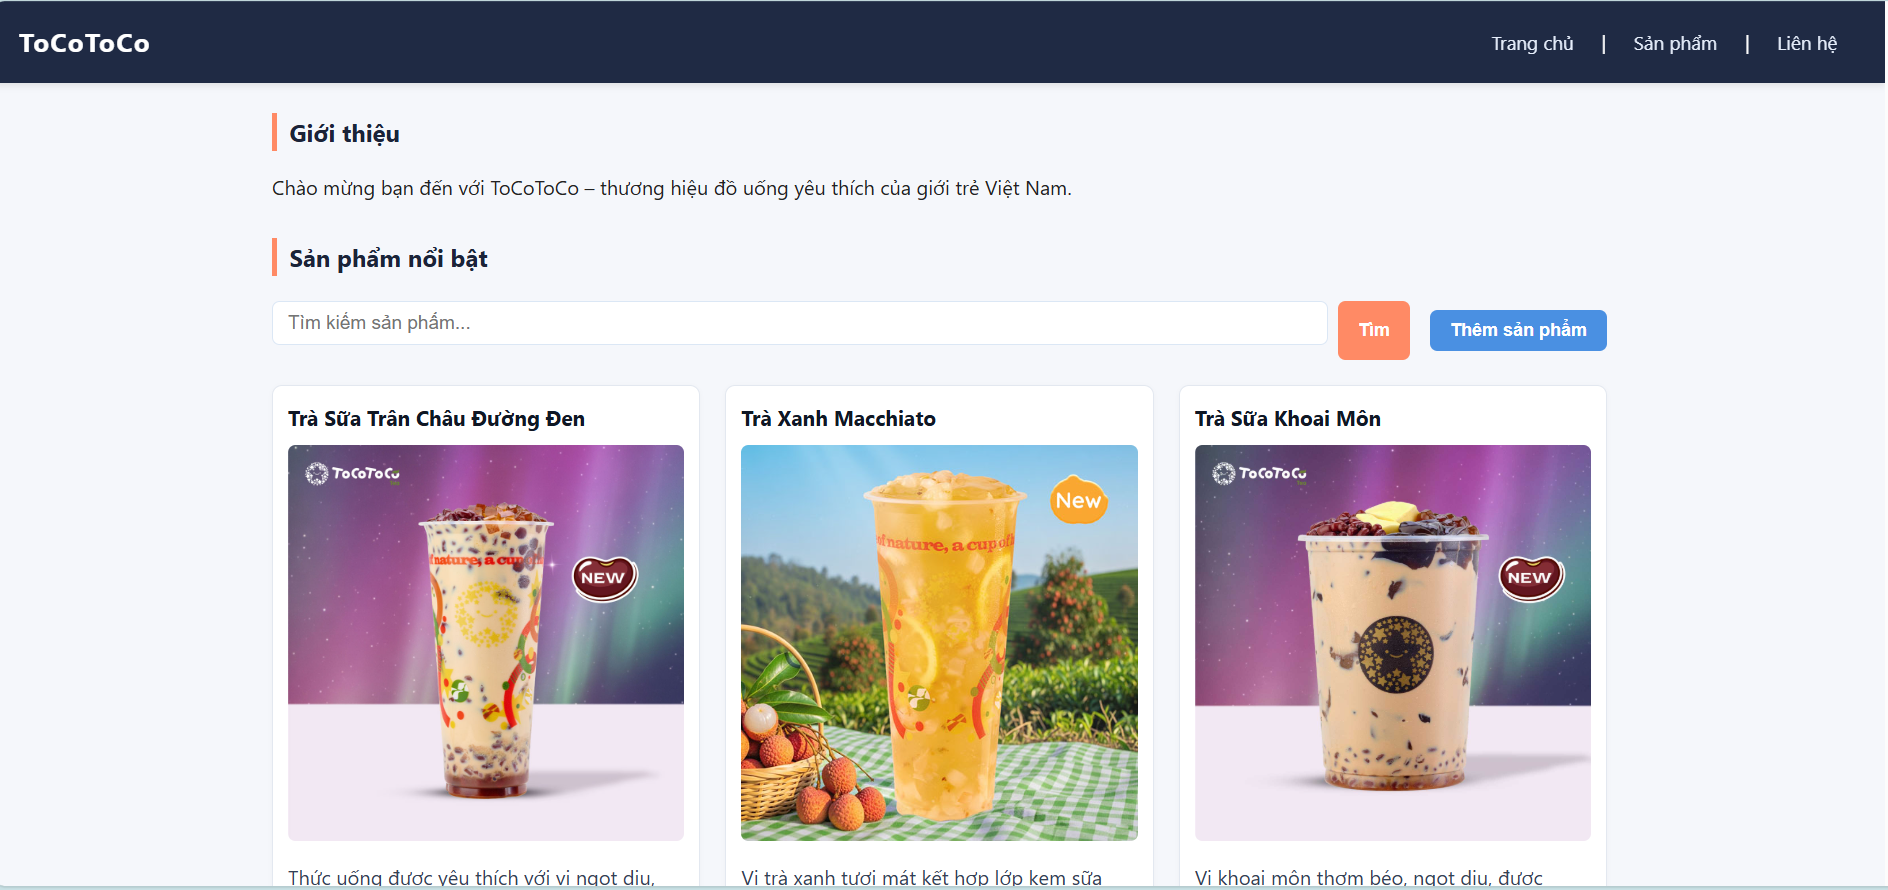 ToCoToCo
Trang chủ | Sản phẩm | Liên hệ
Giới thiệu
Chào mừng bạn đến với ToCoToCo – thương hiệu đồ uống yêu thích của giới trẻ Việt Nam.
Sản phẩm nổi bật
Tìm kiếm sản phẩm...
Tìm
Thêm sản phẩm
Trà Sữa Trân Châu Đường Đen
ToCoToCo
of nature, a cup of
NEW
Thức uống được yêu thích với vị ngọt dịu,
Trà Xanh Macchiato
New
of nature, a cup of
Vị trà xanh tươi mát kết hợp lớp kem sữa
Trà Sữa Khoai Môn
ToCoToCo
NEW
Vị khoai môn thơm béo, ngọt dịu, được